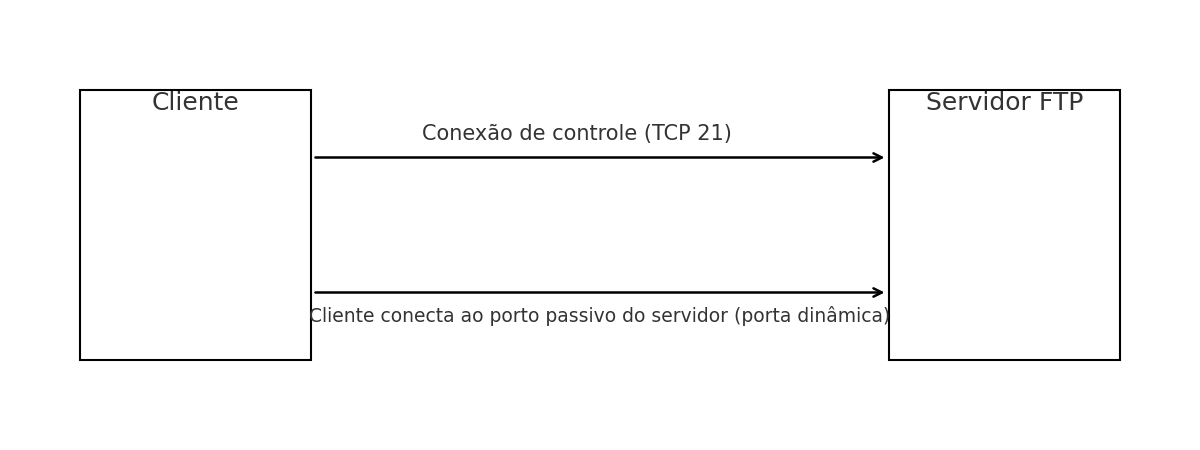 Cliente
Servidor FTP
Conexão de controle (TCP 21)
Cliente conecta ao porto passivo do servidor (porta dinâmica)